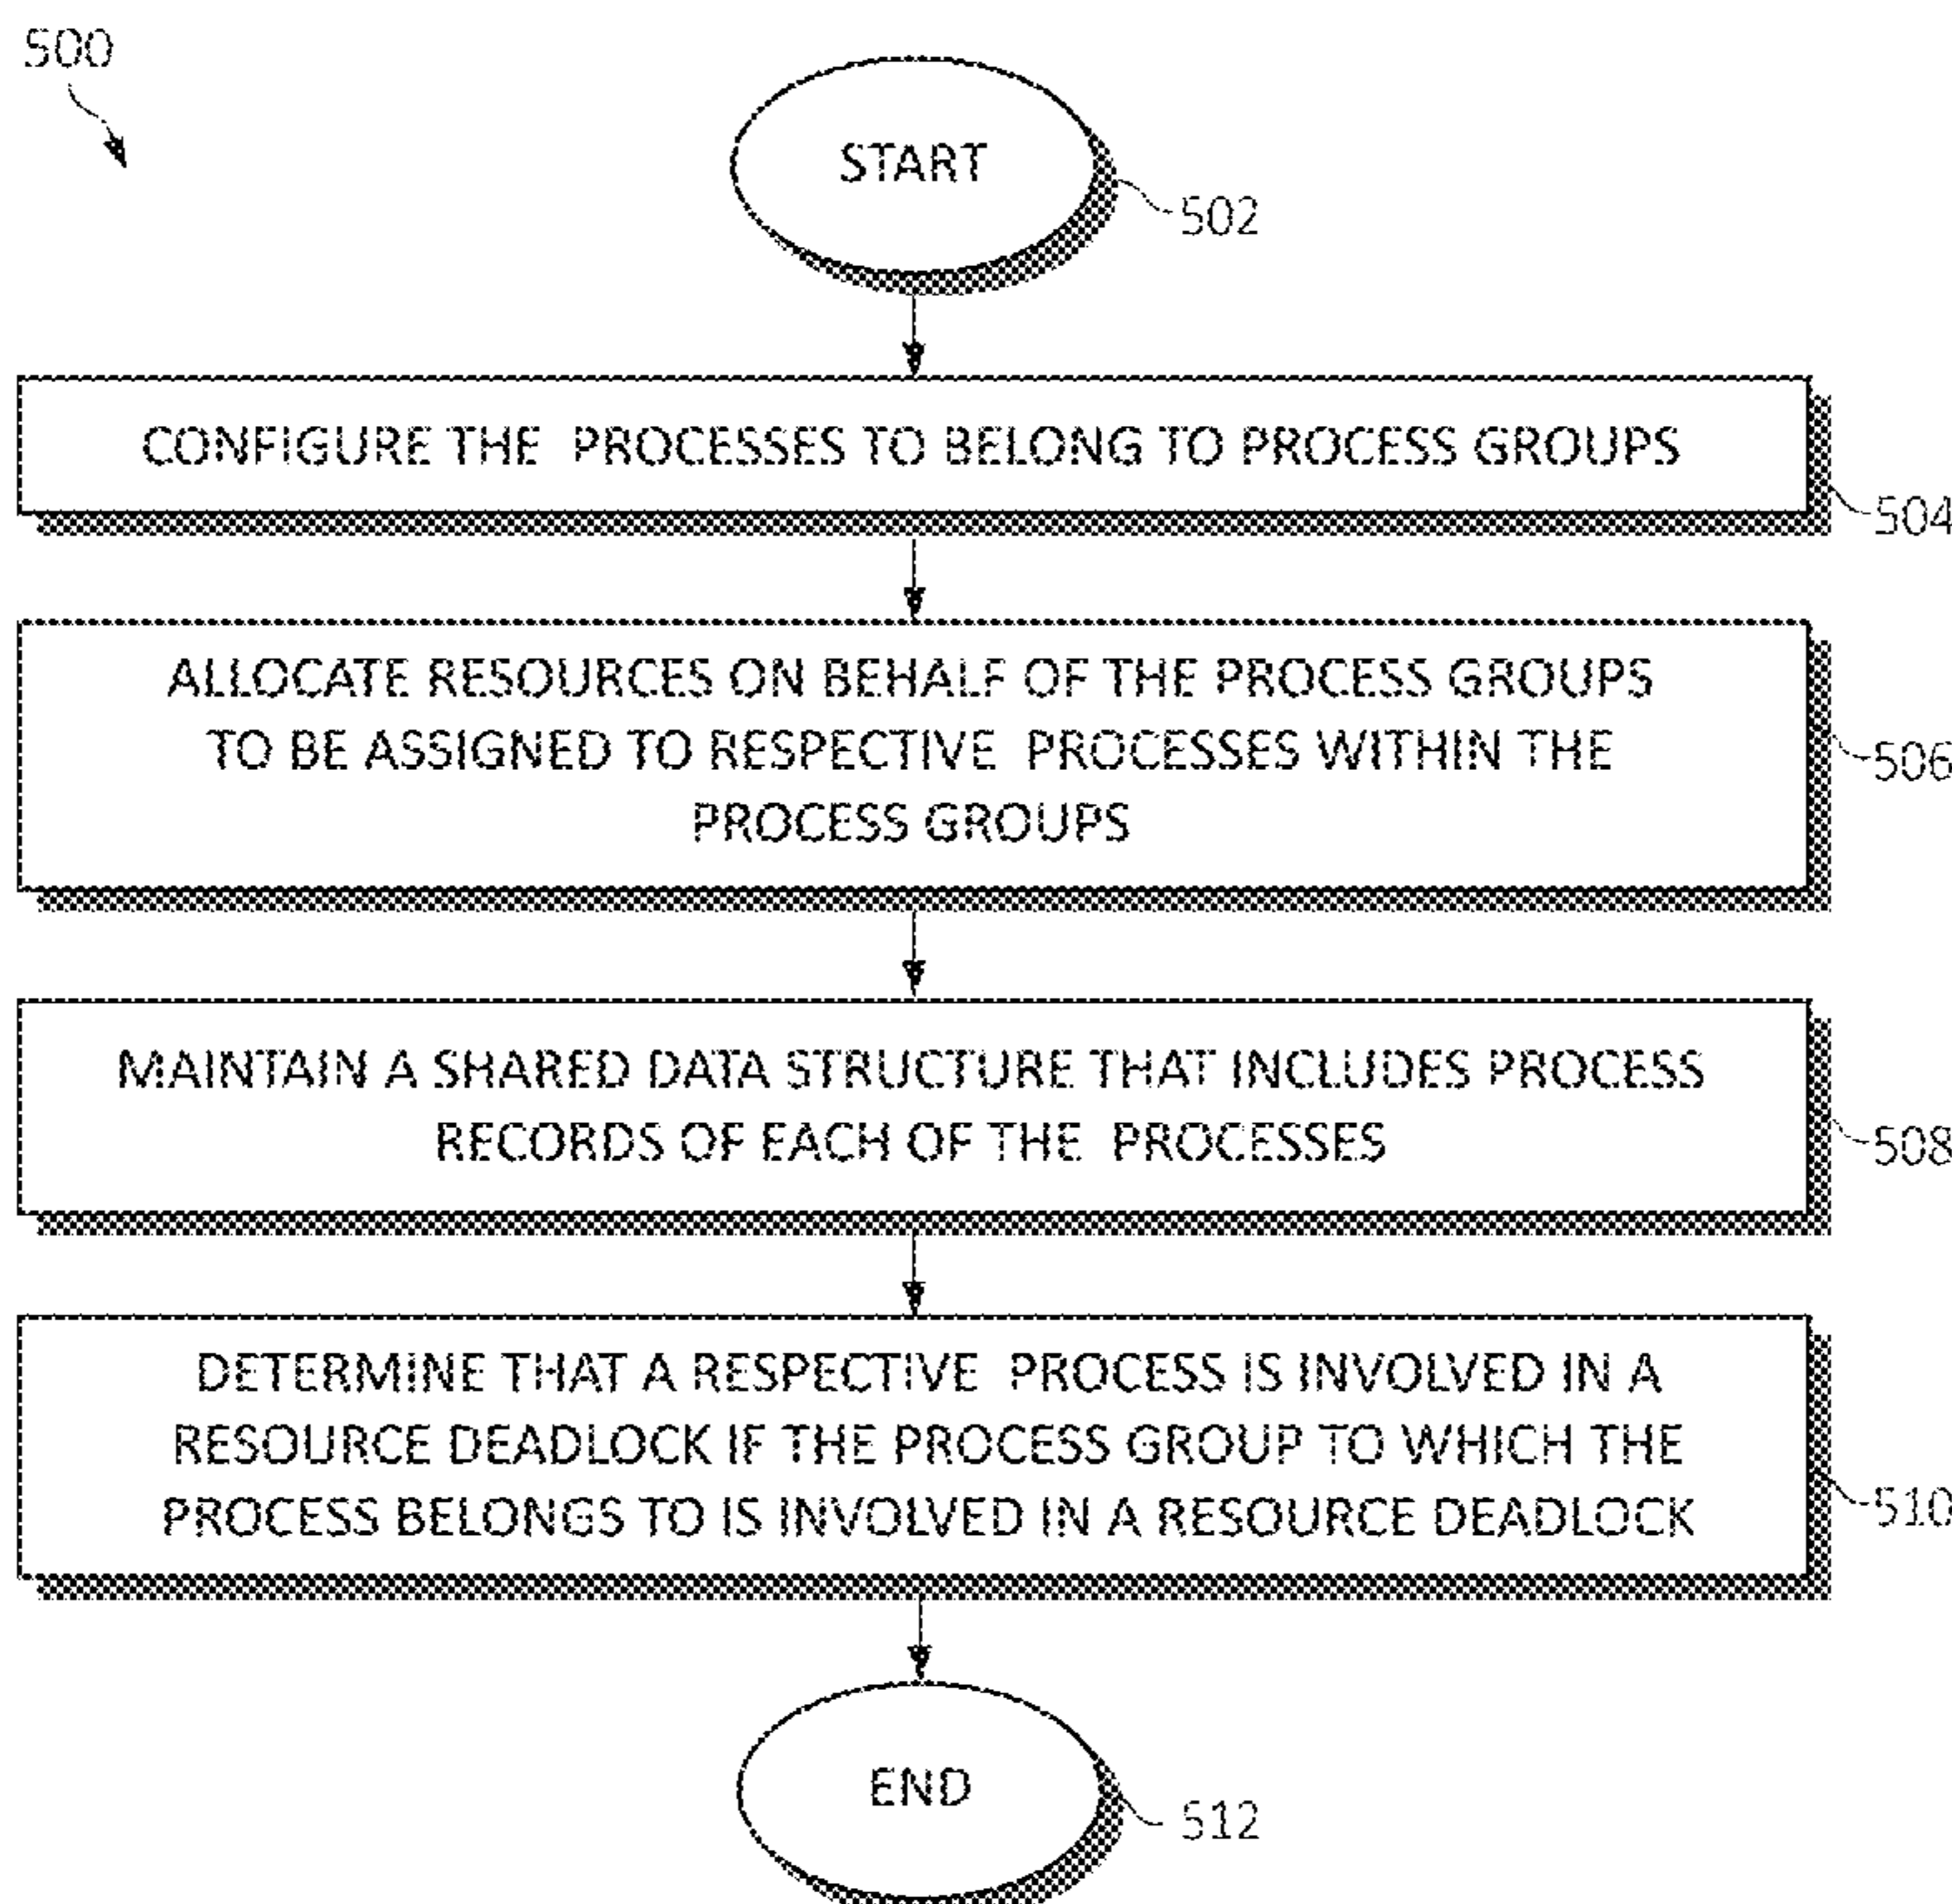 500
START
502
CONFIGURE THE PROCESSES TO BELONG TO PROCESS GROUPS
504
ALLOCATE RESOURCES ON BEHALF OF THE PROCESS GROUPS
TO BE ASSIGNED TO RESPECTIVE PROCESSES WITHIN THE
PROCESS GROUPS
506
MAINTAIN A SHARED DATA STRUCTURE THAT INCLUDES PROCESS
RECORDS OF EACH OF THE PROCESSES
508
DETERMINE THAT A RESPECTIVE PROCESS IS INVOLVED IN A
RESOURCE DEADLOCK IF THE PROCESS GROUP TO WHICH THE
PROCESS BELONGS TO IS INVOLVED IN A RESOURCE DEADLOCK
510
END
512